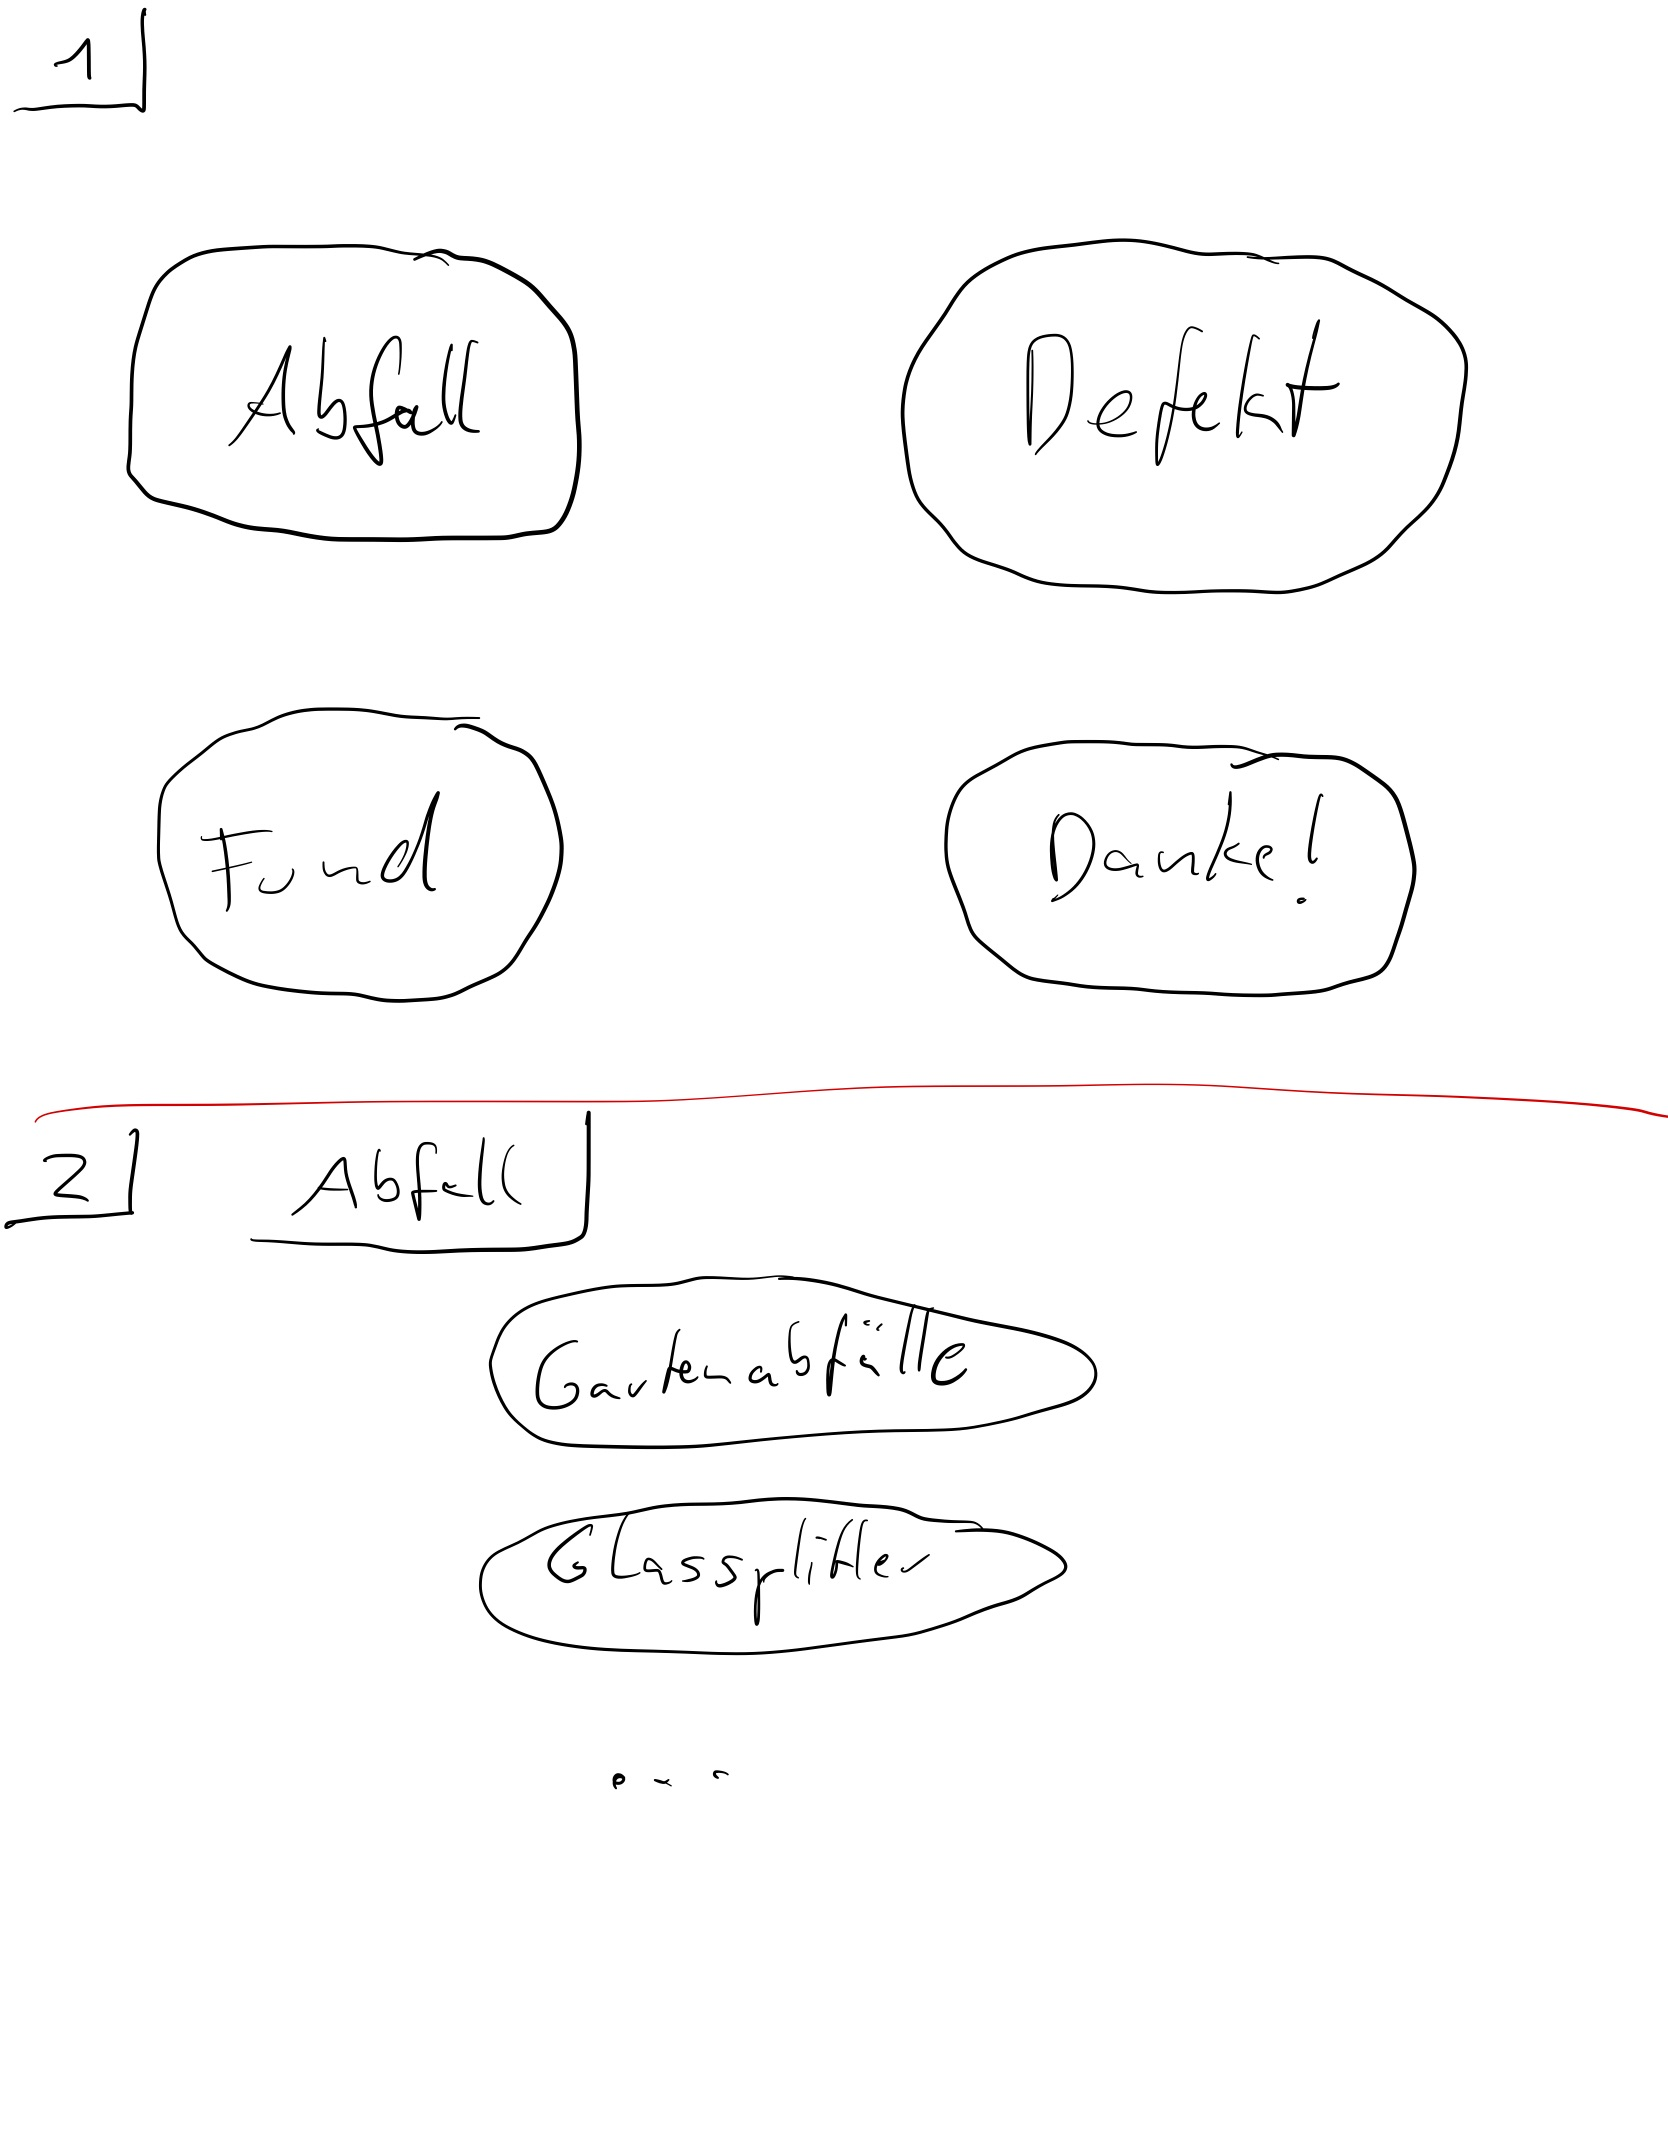 1
Abfall
Defekt
Fund
Danke!
2
Abfall
Gartenabfälle
Glassplitter
...